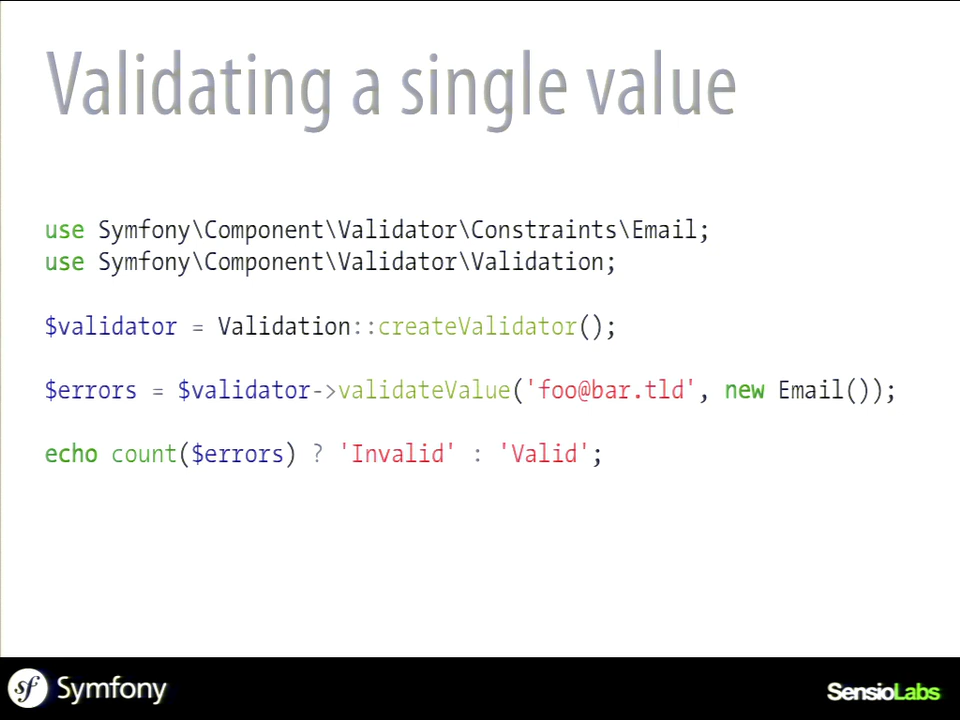 Validating a single value
use Symfony\Component\Validator\Constraints\Email;
use Symfony\Component\Validator\Validation;
$validator = Validation::createValidator();
$errors = $validator->validateValue('foo@bar.tld', new Email());
echo count($errors) ? 'Invalid' : 'Valid';
sf Symfony
SensioLabs